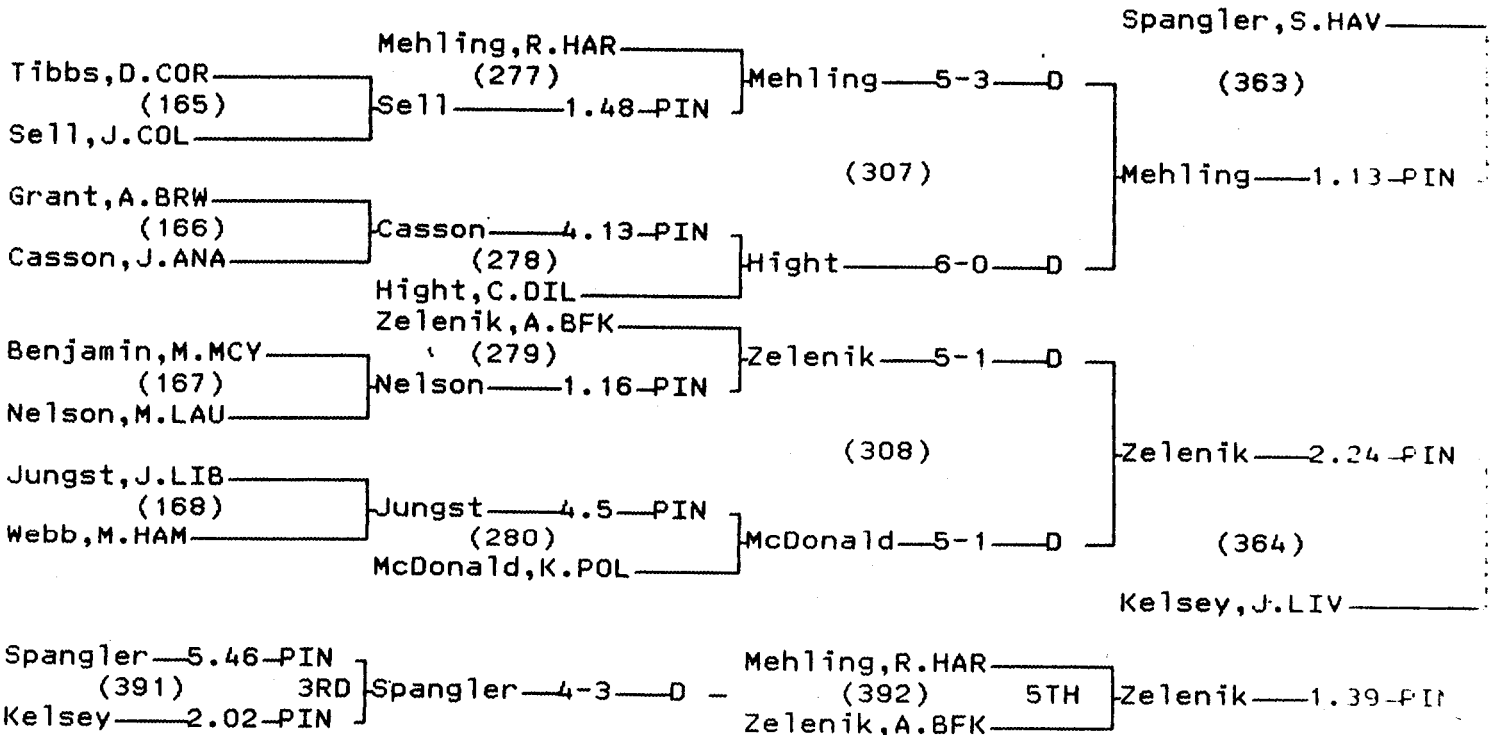 Spangler,S.HAV
Mehling,R.HAR
Tibbs,D.COR (277) Mehling 5-3 D (363)
(165) Sell 1.48 PIN
Sell,J.COL
(307) Mehling 1.13 PIN
Grant,A.BRW
(166) Casson 4.13 PIN
Casson,J.ANA (278) Hight 6-0 D
Hight,C.DIL
Zelenik,A.BFK
Benjamin,M.MCY (279) Zelenik 5-1 D
(167) Nelson 1.16 PIN
Nelson,M.LAU
(308) Zelenik 2.24 PIN
Jungst,J.LIB
(168) Jungst 4.5 PIN
Webb,M.HAM (280) McDonald 5-1 D (364)
McDonald,K.POL
Kelsey,J.LIV
Spangler 5.46 PIN Mehling,R.HAR
(391) 3RD Spangler 4-3 D (392) 5TH Zelenik 1.39 PIN
Kelsey 2.02 PIN Zelenik,A.BFK